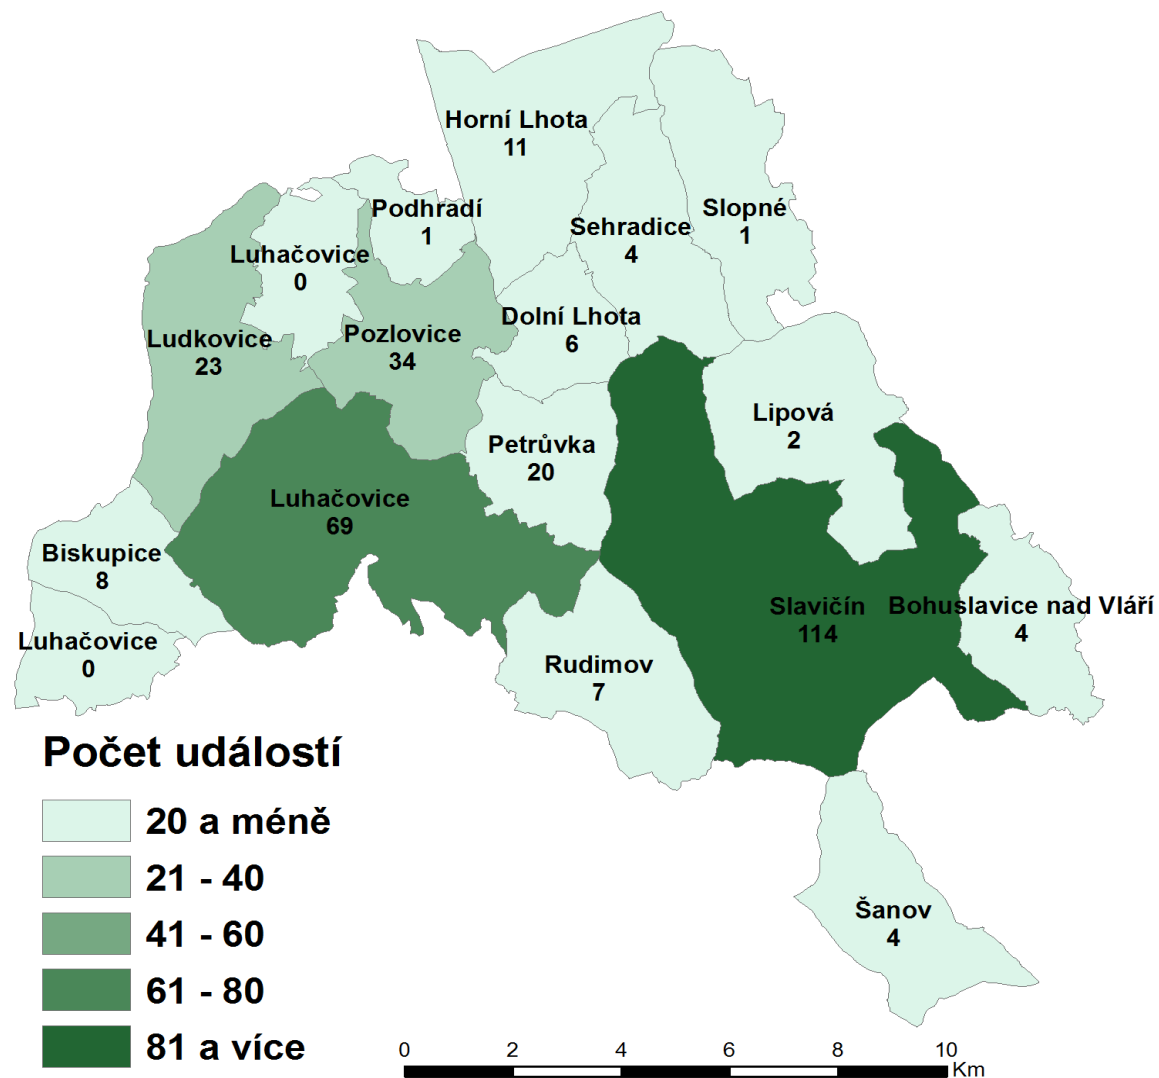 Horní Lhota
11
Podhradí
1
Slopné
1
Sehradice
4
Luhačovice
0
Dolní Lhota
6
Ludkovice
23
Pozlovice
34
Lipová
2
Petrůvka
20
Luhačovice
69
Biskupice
8
Slavičín
114
Bohuslavice nad Vláří
4
Luhačovice
0
Rudimov
7
Šanov
4
Počet událostí
20 a méně
21 - 40
41 - 60
61 - 80
81 a více
0 2 4 6 8 10
Km